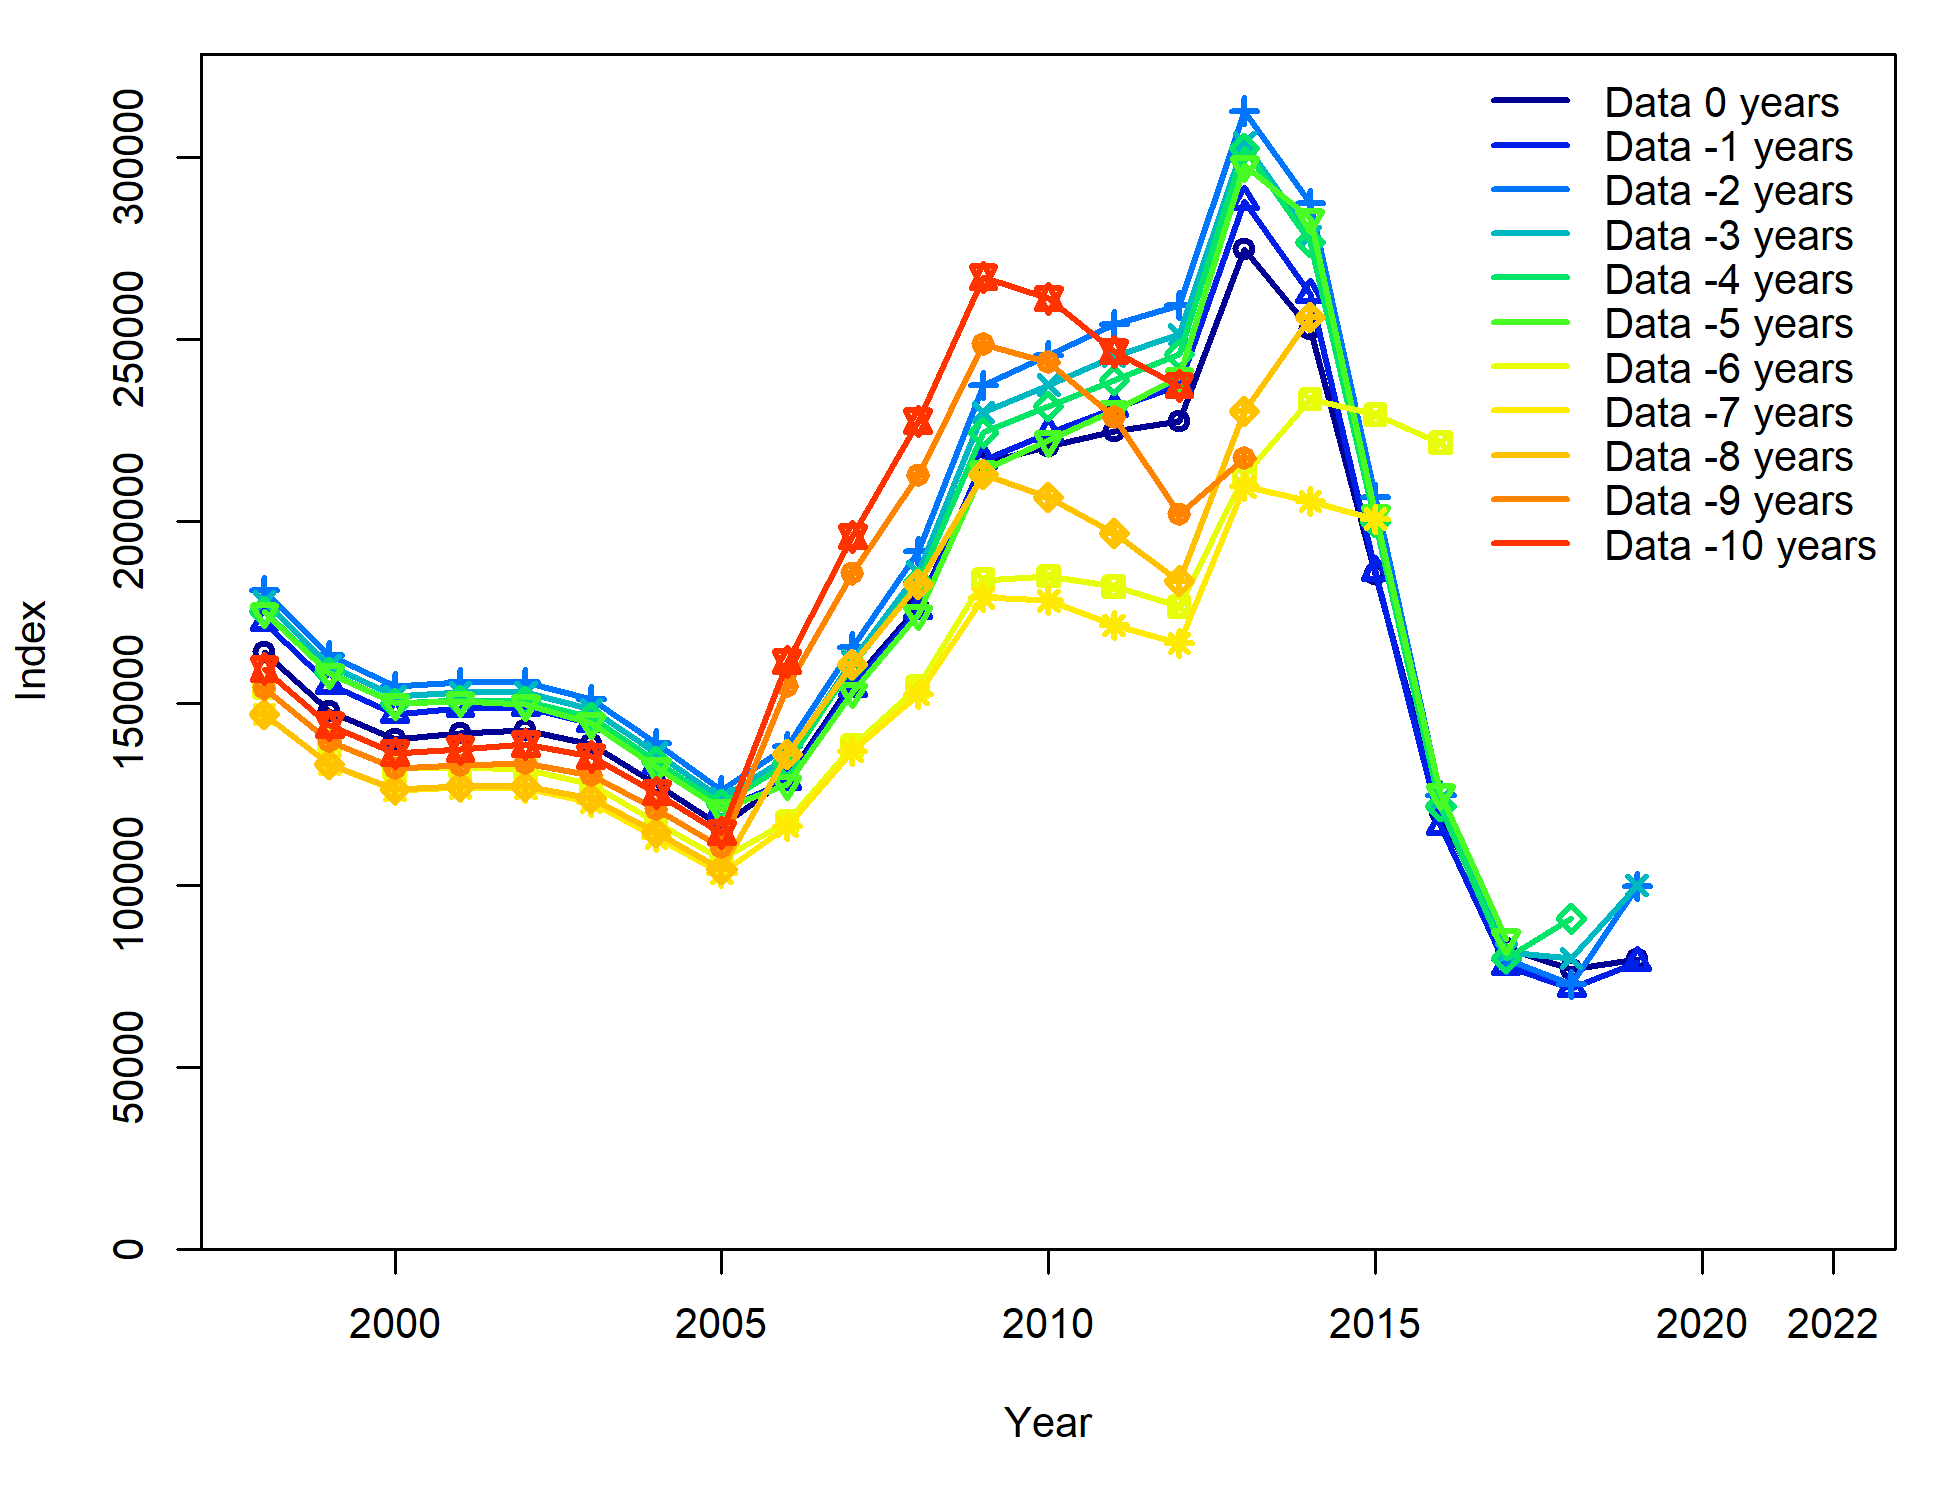 Index
300000
250000
200000
150000
100000
50000
0
Data 0 years
Data -1 years
Data -2 years
Data -3 years
Data -4 years
Data -5 years
Data -6 years
Data -7 years
Data -8 years
Data -9 years
Data -10 years
2000 2005 2010 2015 2020 2022
Year